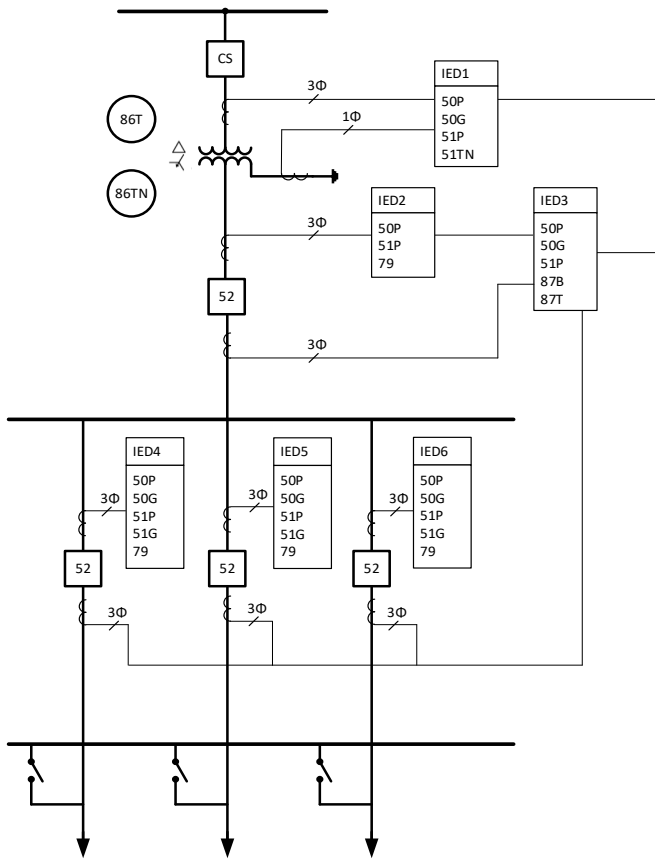 CS
3Φ
IED1
50P
50G
51P
51TN
1Φ
86T
86TN
3Φ
IED2
50P
51P
79
IED3
50P
50G
51P
87B
87T
52
3Φ
IED4
50P
50G
51P
51G
79
3Φ
IED5
50P
50G
51P
51G
79
3Φ
IED6
50P
50G
51P
51G
79
3Φ
52
52
52
3Φ
3Φ
3Φ